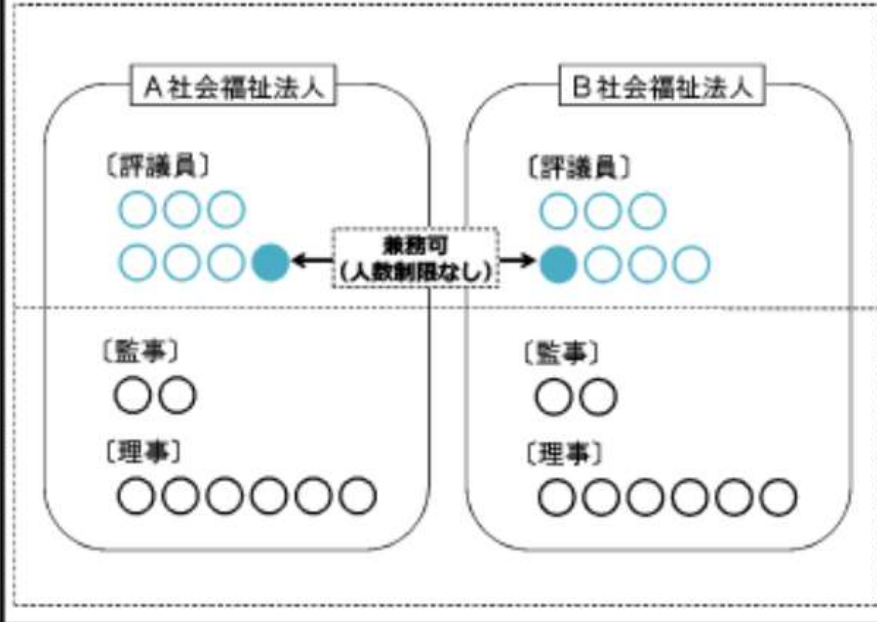 A社会福祉法人
B社会福祉法人
〔評議員〕
〔評議員〕
兼務可
(人数制限なし)
〔監事〕
〔監事〕
〔理事〕
〔理事〕